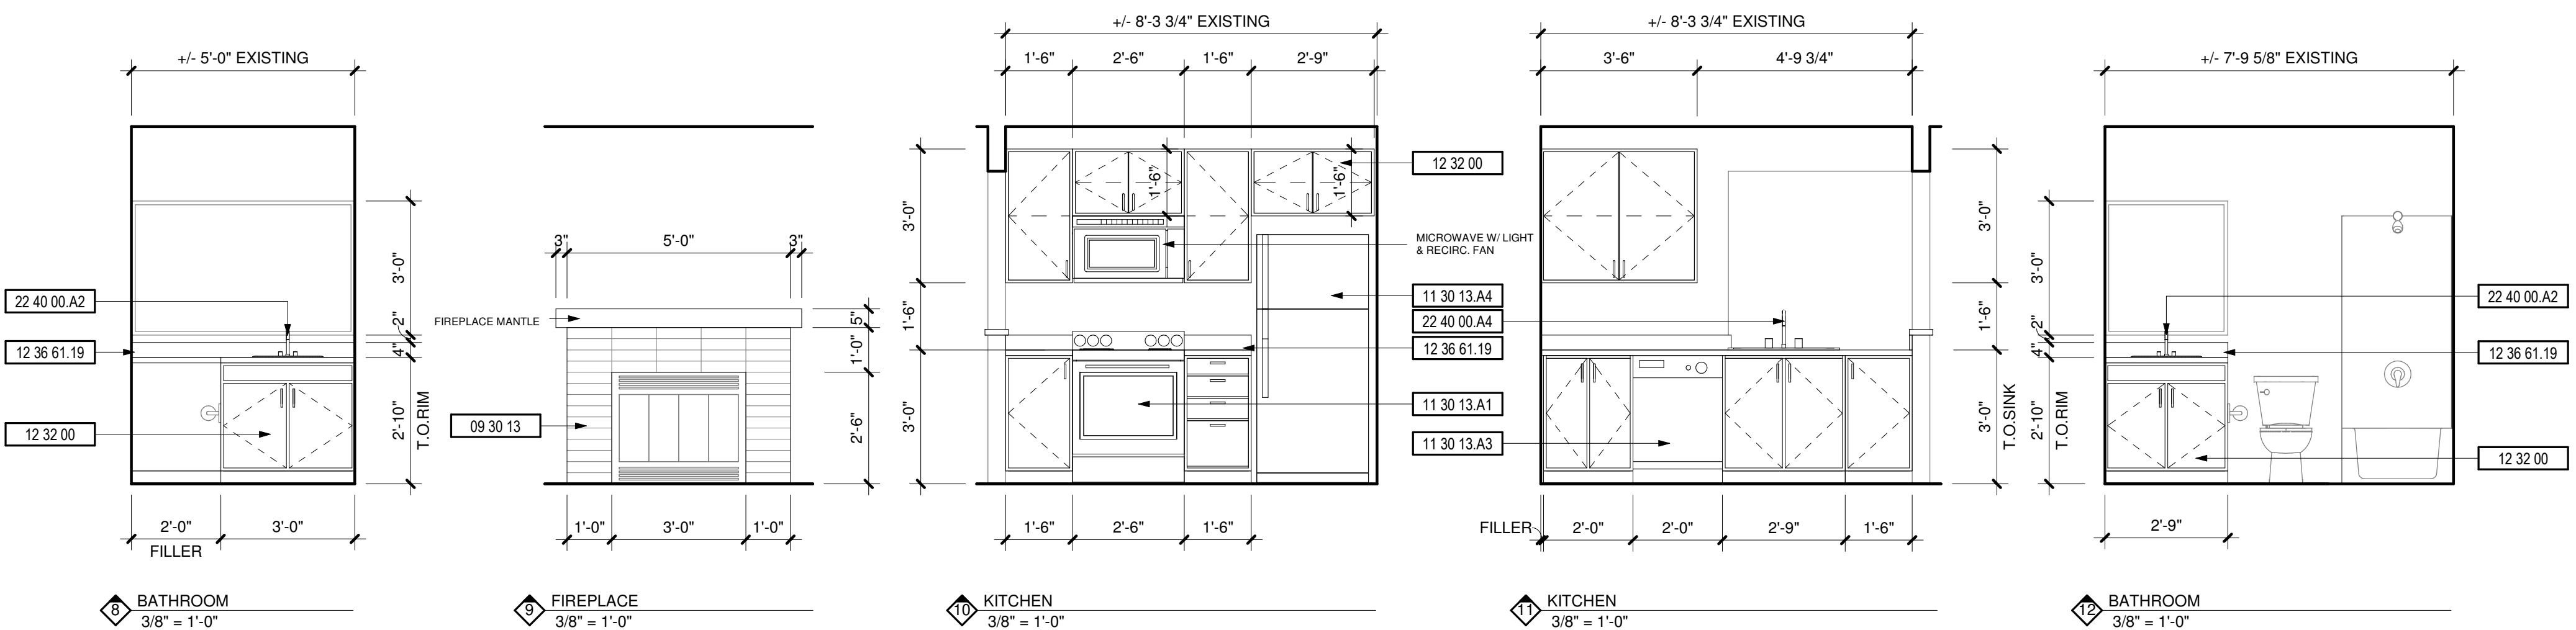 +/- 5'-0" EXISTING
3'-0"
2"
4"
2'-10"
T.O.RIM
22 40 00.A2
12 36 61.19
12 32 00
2'-0"
3'-0"
FILLER
8
BATHROOM
3/8" = 1'-0"
3"
5'-0"
3"
FIREPLACE MANTLE
5"
1'-0"
2'-6"
09 30 13
1'-0"
3'-0"
1'-0"
9
FIREPLACE
3/8" = 1'-0"
+/- 8'-3 3/4" EXISTING
1'-6"
2'-6"
1'-6"
2'-9"
3'-0"
1'-6"
3'-0"
1'-6"
1'-6"
12 32 00
MICROWAVE W/ LIGHT
& RECIRC. FAN
11 30 13.A4
22 40 00.A4
12 36 61.19
11 30 13.A1
11 30 13.A3
1'-6"
2'-6"
1'-6"
10
KITCHEN
3/8" = 1'-0"
+/- 8'-3 3/4" EXISTING
3'-6"
4'-9 3/4"
3'-0"
1'-6"
3'-0"
T.O.SINK
FILLER
2'-0"
2'-0"
2'-9"
1'-6"
11
KITCHEN
3/8" = 1'-0"
+/- 7'-9 5/8" EXISTING
3'-0"
2"
4"
2'-10"
T.O.RIM
22 40 00.A2
12 36 61.19
12 32 00
2'-9"
12
BATHROOM
3/8" = 1'-0"